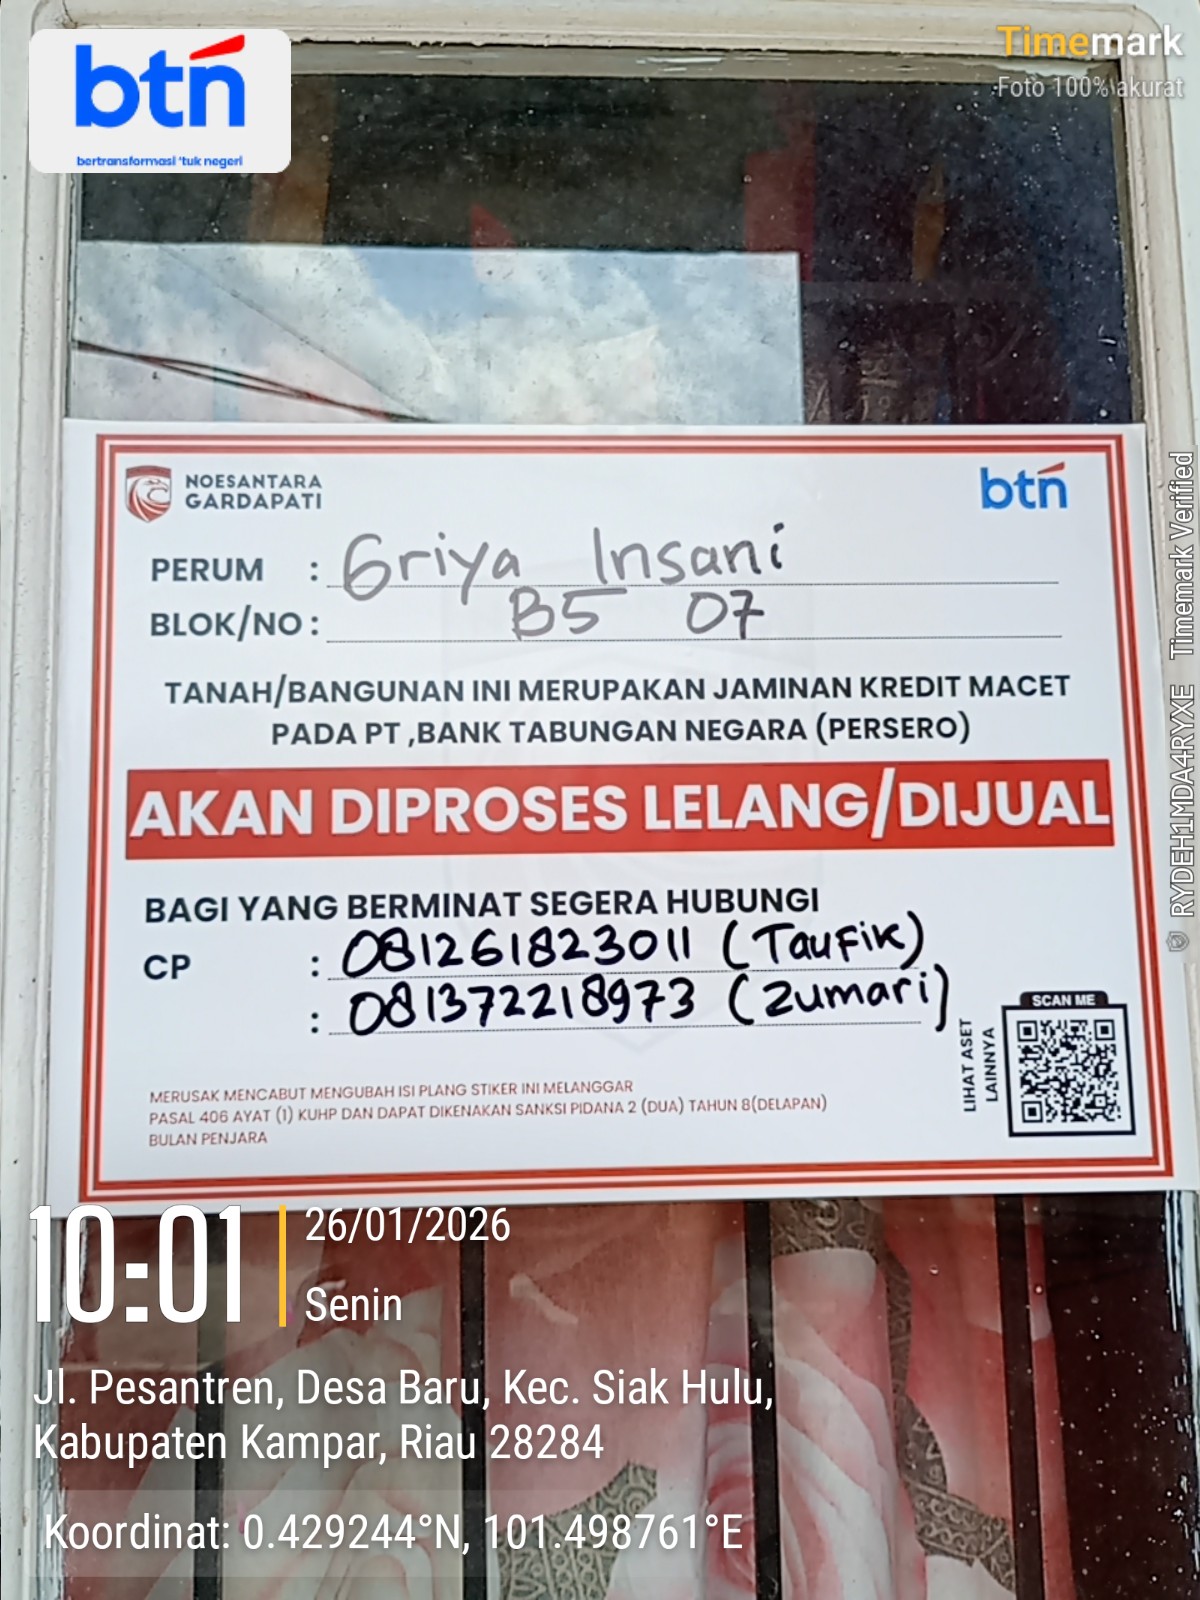 btn
bertransformasi 'tuk negeri
Timemark
Foto 100% akurat
NOESANTARA
GARDAPATI
btn
PERUM : Griya Insani
BLOK/NO : B5 07
TANAH/BANGUNAN INI MERUPAKAN JAMINAN KREDIT MACET
PADA PT ,BANK TABUNGAN NEGARA (PERSERO)
AKAN DIPROSES LELANG/DIJUAL
BAGI YANG BERMINAT SEGERA HUBUNGI
CP : 081261823011 (Taufik)
: 081372218973 (Zumari)
SCAN ME
LIHAT ASET
LAINNYA
MERUSAK MENCABUT MENGUBAH ISI PLANG STIKER INI MELANGGAR
PASAL 406 AYAT (1) KUHP DAN DAPAT DIKENAKAN SANKSI PIDANA 2 (DUA) TAHUN 8(DELAPAN)
BULAN PENJARA
RYDEH1MDA4RYXE Timemark Verified
10:01
26/01/2026
Senin
Jl. Pesantren, Desa Baru, Kec. Siak Hulu,
Kabupaten Kampar, Riau 28284
Koordinat: 0.429244°N, 101.498761°E